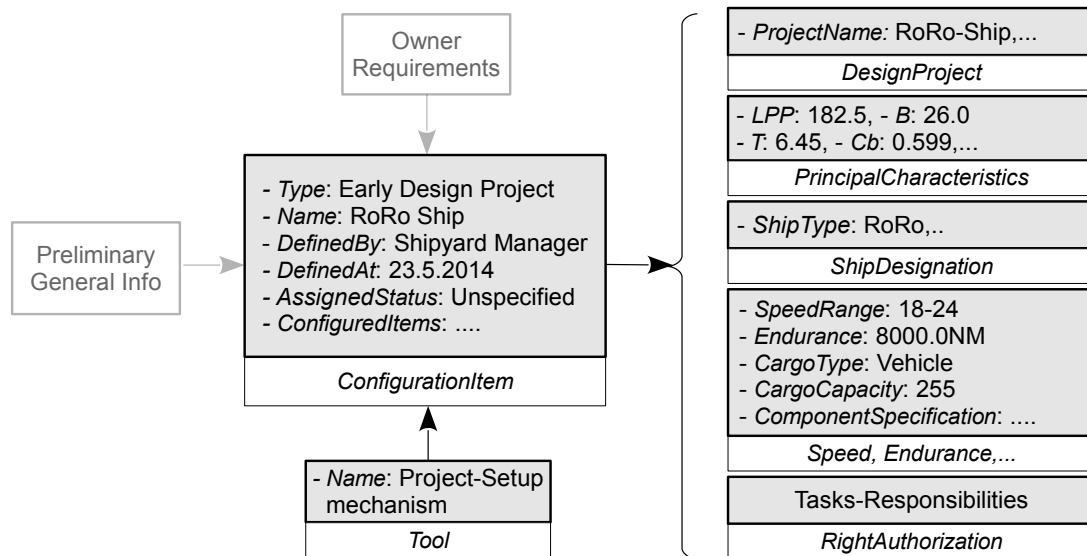 Owner
Requirements
Preliminary
General Info
- Type: Early Design Project
- Name: RoRo Ship
- DefinedBy: Shipyard Manager
- DefinedAt: 23.5.2014
- AssignedStatus: Unspecified
- ConfiguredItems: ....
ConfigurationItem
- Name: Project-Setup
mechanism
Tool
- ProjectName: RoRo-Ship,...
DesignProject
- LPP: 182.5, - B: 26.0
- T: 6.45, - Cb: 0.599,...
PrincipalCharacteristics
- ShipType: RoRo,..
ShipDesignation
- SpeedRange: 18-24
- Endurance: 8000.0NM
- CargoType: Vehicle
- CargoCapacity: 255
- ComponentSpecification: ....
Speed, Endurance,...
Tasks-Responsibilities
RightAuthorization